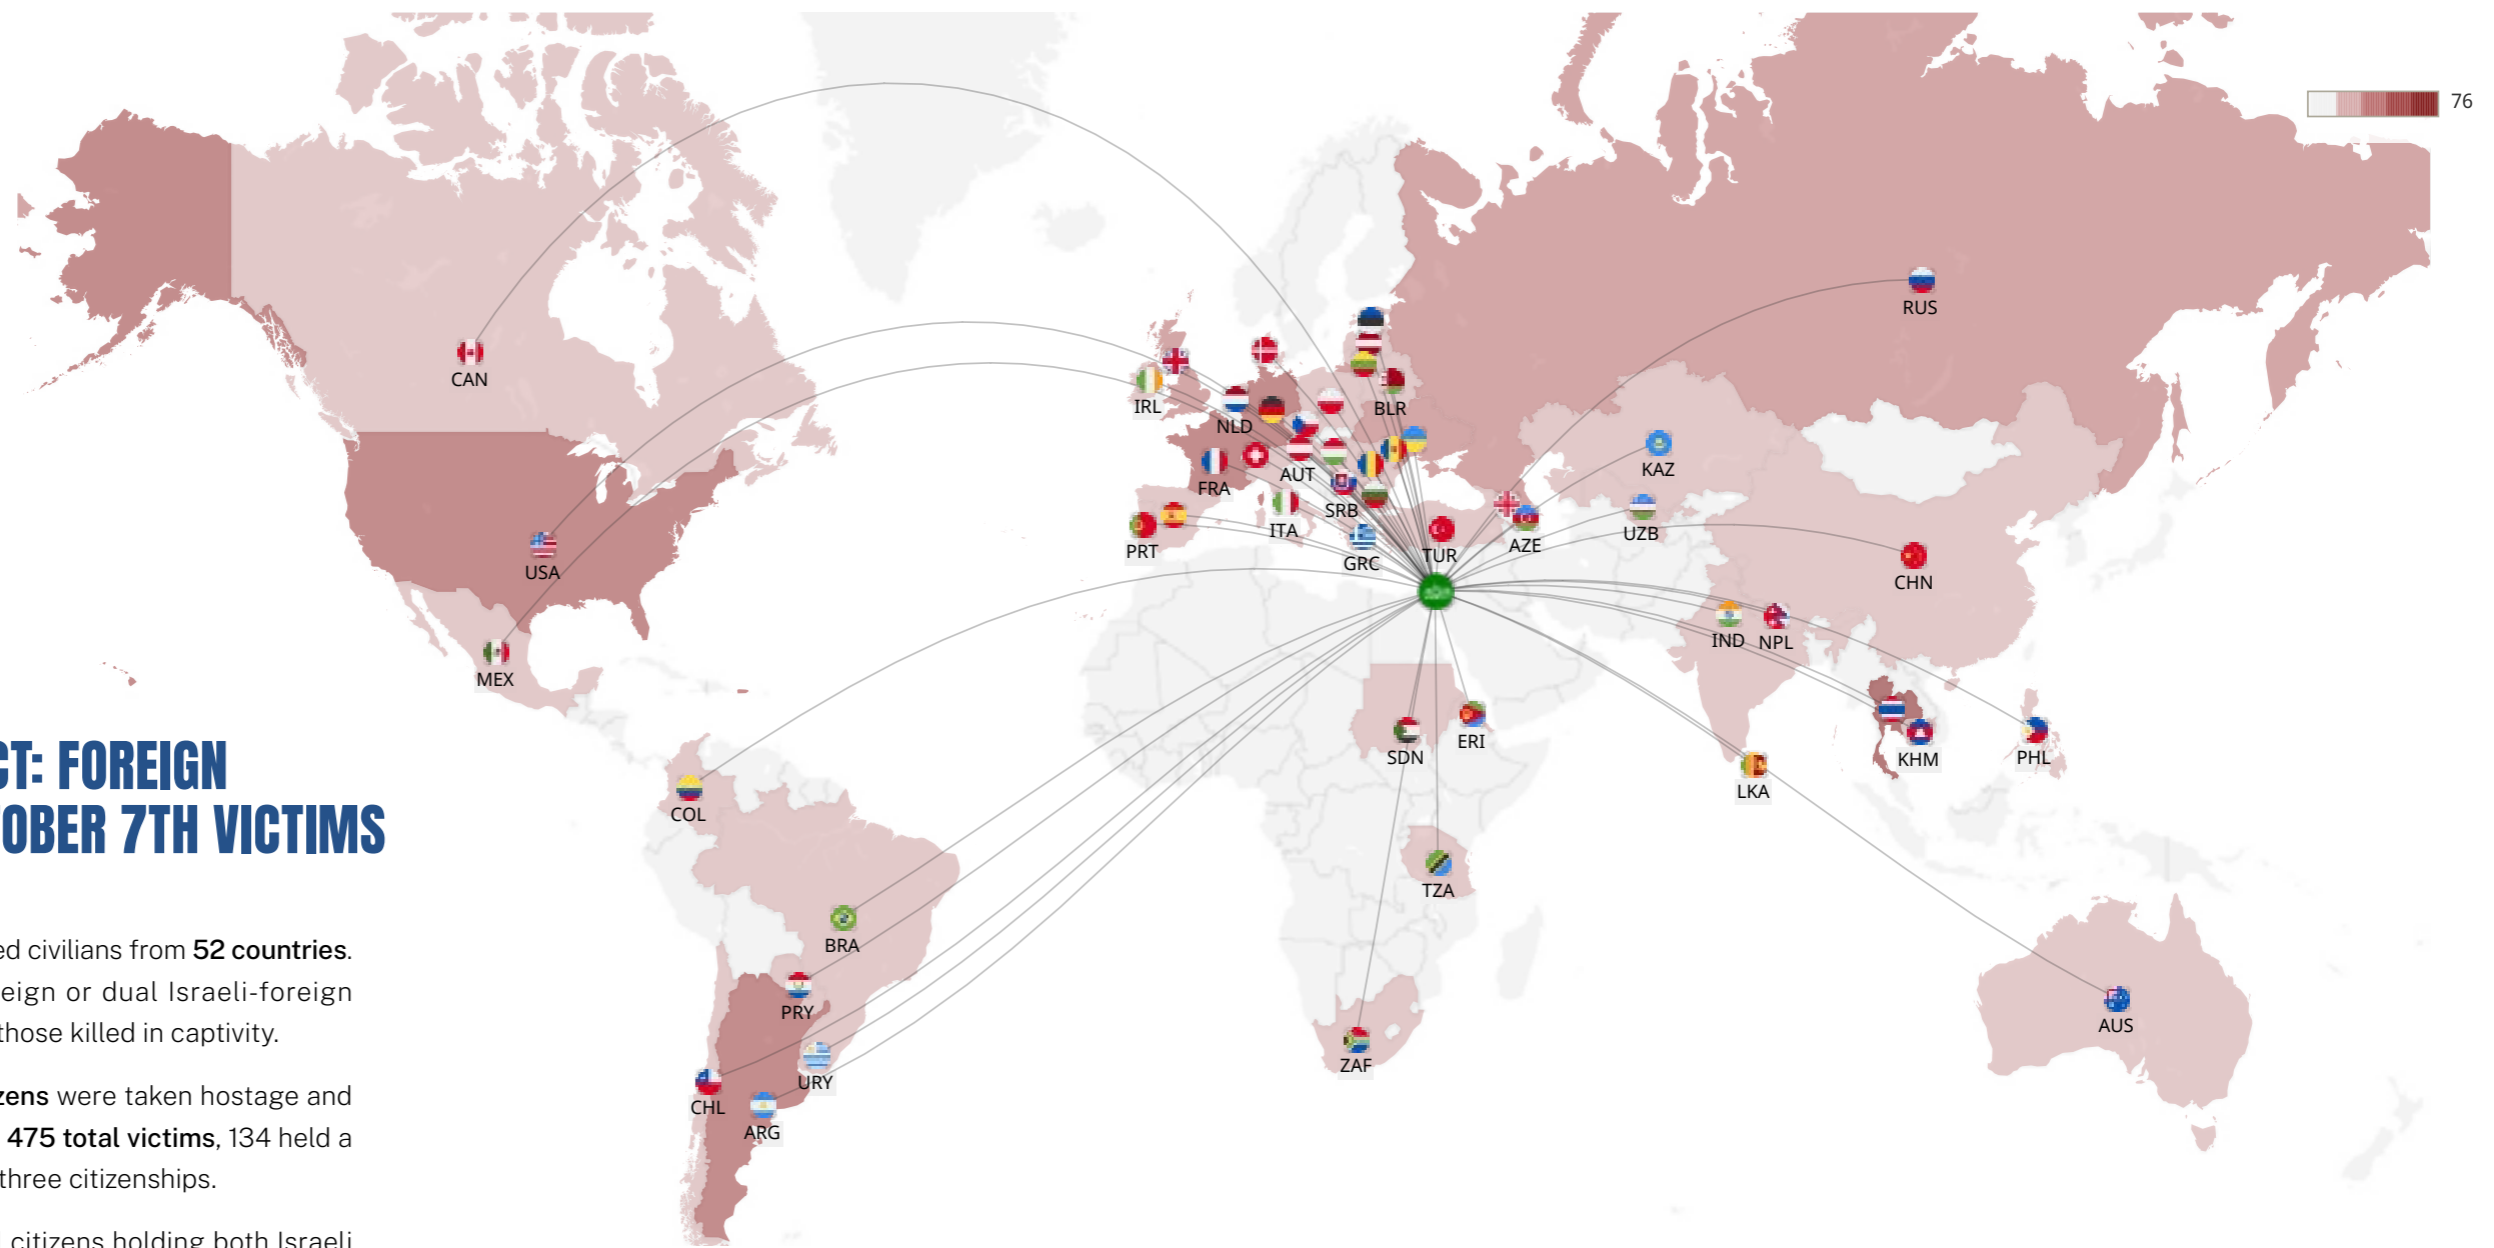 76
RUS
CAN
IRL
BLR
NLD
KAZ
AUT
FRA
SRB
ITA
UZB
PRT
AZE
TUR
GRC
USA
CHN
IND
NPL
MEX
ERI
SDN
KHM
PHL
LKA
COL
TZA
BRA
PRY
AUS
ZAF
URY
CHL
ARG
CT: FOREIGN
OBER 7TH VICTIMS
ed civilians from 52 countries.
eign or dual Israeli-foreign
those killed in captivity.
zens were taken hostage and
475 total victims, 134 held a
three citizenships.
citizens holding both Israeli